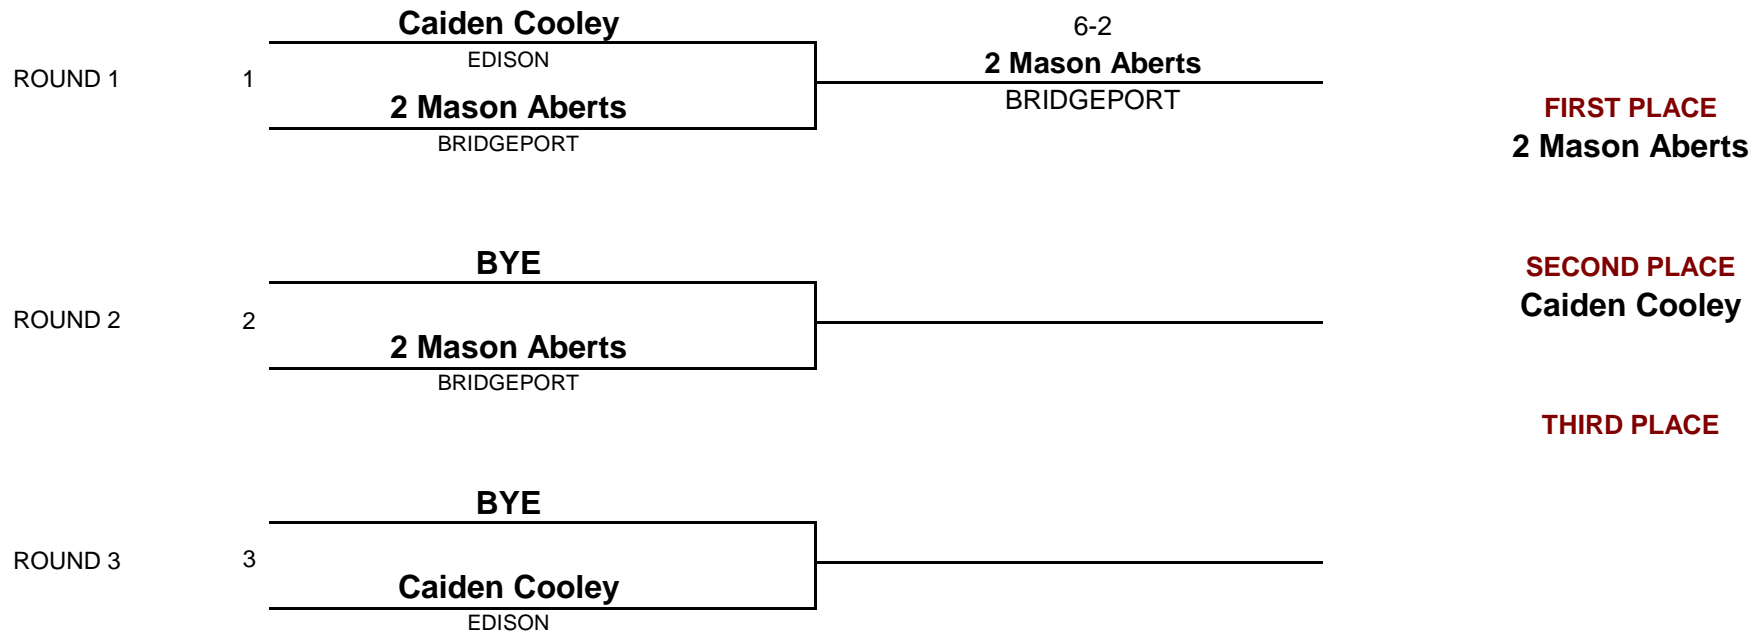 Caiden Cooley
EDISON
ROUND 1
1
2 Mason Aberts
BRIDGEPORT
6-2
2 Mason Aberts
BRIDGEPORT
FIRST PLACE
2 Mason Aberts
BYE
ROUND 2
2
2 Mason Aberts
BRIDGEPORT
SECOND PLACE
Caiden Cooley
THIRD PLACE
BYE
ROUND 3
3
Caiden Cooley
EDISON